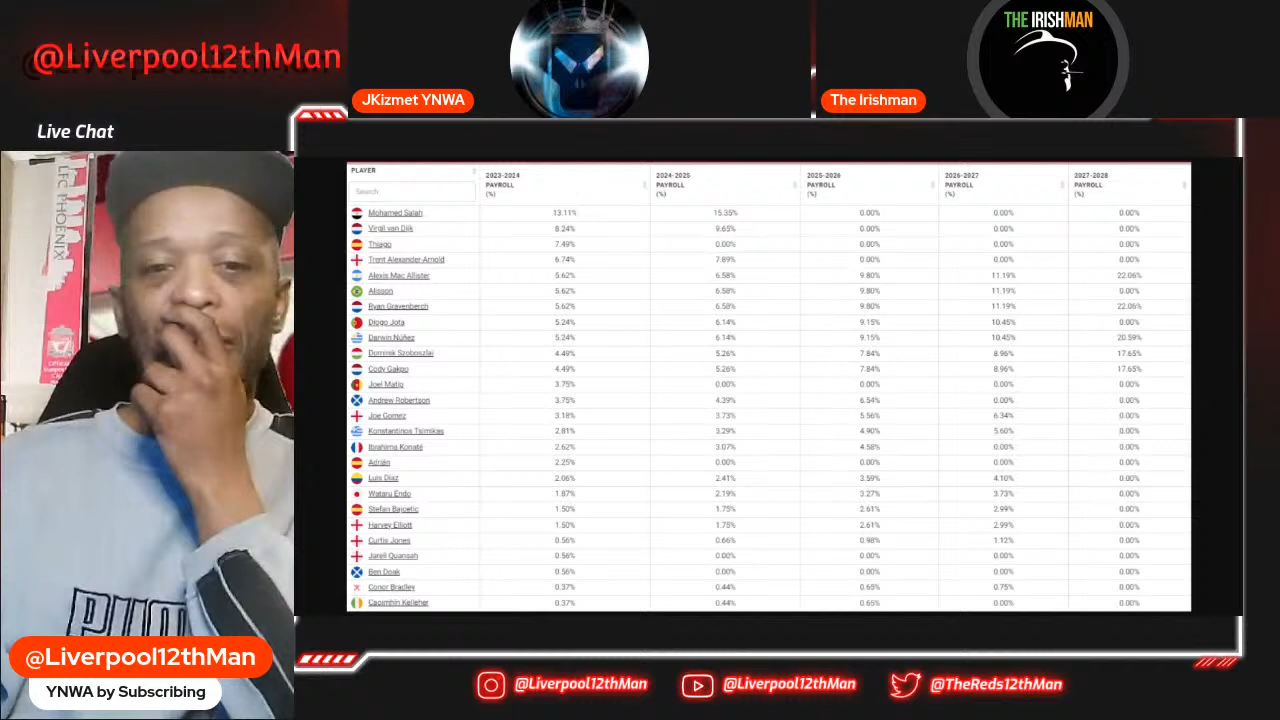 @Liverpool12thMan
THE IRISHMAN
JKizmet YNWA
The Irishman
Live Chat
LFC PHOENIX
PLAYER
Search
2023-2024
PAYROLL
(%)
2024-2025
PAYROLL
(%)
2025-2026
PAYROLL
(%)
2026-2027
PAYROLL
(%)
2027-2028
PAYROLL
(%)
Mohamed Salah 13.11% 15.35% 0.00% 0.00% 0.00%
Virgil van Dijk 8.24% 9.65% 0.00% 0.00% 0.00%
Thiago 7.49% 0.00% 0.00% 0.00% 0.00%
Trent Alexander-Arnold 6.74% 7.89% 0.00% 0.00% 0.00%
Alexis Mac Allister 5.62% 6.58% 9.80% 11.19% 22.06%
Alisson 5.62% 6.58% 9.80% 11.19% 0.00%
Ryan Gravenberch 5.62% 6.58% 9.80% 11.19% 22.06%
Diogo Jota 5.24% 6.14% 9.15% 10.45% 0.00%
Darwin Núñez 5.24% 6.14% 9.15% 10.45% 20.59%
Dominik Szoboszlai 4.49% 5.26% 7.84% 8.96% 17.65%
Cody Gakpo 4.49% 5.26% 7.84% 8.96% 17.65%
Joel Matip 3.75% 0.00% 0.00% 0.00% 0.00%
Andrew Robertson 3.75% 4.39% 6.54% 0.00% 0.00%
Joe Gomez 3.18% 3.73% 5.56% 6.34% 0.00%
Konstantinos Tsimikas 2.81% 3.29% 4.90% 5.60% 0.00%
Ibrahima Konaté 2.62% 3.07% 4.58% 0.00% 0.00%
Adrián 2.25% 0.00% 0.00% 0.00% 0.00%
Luis Díaz 2.06% 2.41% 3.59% 4.10% 0.00%
Wataru Endo 1.87% 2.19% 3.27% 3.73% 0.00%
Stefan Bajcetic 1.50% 1.75% 2.61% 2.99% 0.00%
Harvey Elliott 1.50% 1.75% 2.61% 2.99% 0.00%
Curtis Jones 0.56% 0.66% 0.98% 1.12% 0.00%
Jarell Quansah 0.56% 0.00% 0.00% 0.00% 0.00%
Ben Doak 0.56% 0.00% 0.00% 0.00% 0.00%
Conor Bradley 0.37% 0.44% 0.65% 0.75% 0.00%
Caoimhin Kelleher 0.37% 0.44% 0.65% 0.00% 0.00%
@Liverpool12thMan
YNWA by Subscribing
@Liverpool12thMan
@Liverpool12thMan
@TheReds12thMan